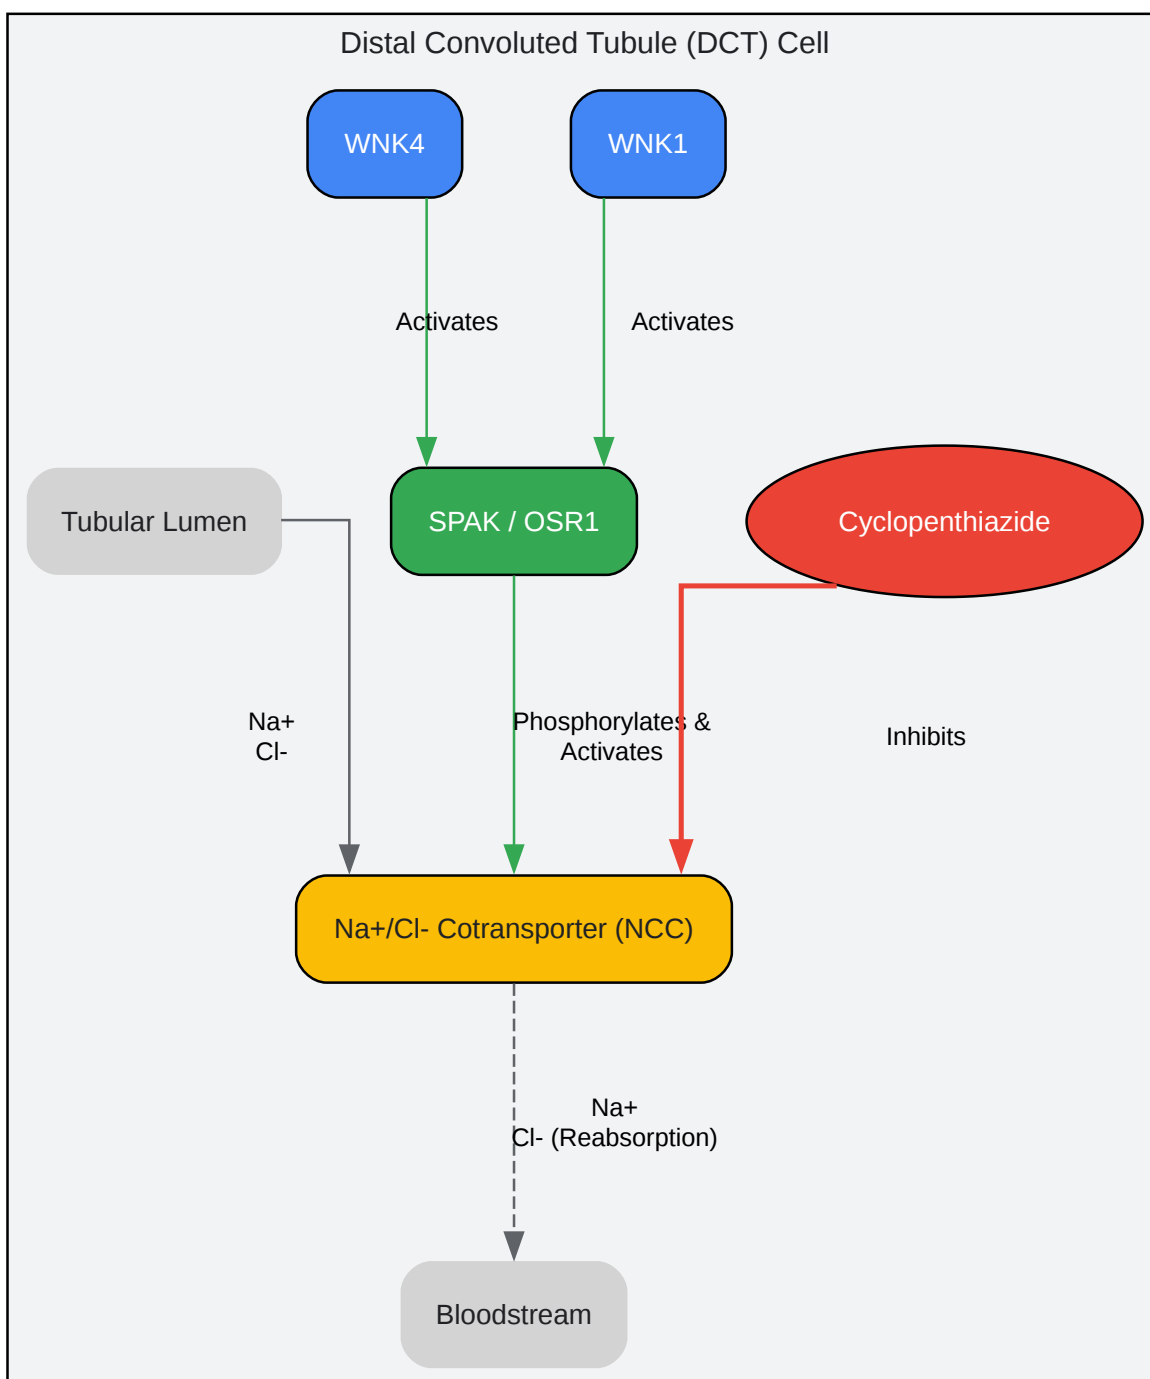 Distal Convoluted Tubule (DCT) Cell
WNK4
WNK1
Activates
Activates
Tubular Lumen
SPAK / OSR1
Cyclopenthiazide
Na+
Cl-
Phosphorylates &
Activates
Inhibits
Na+/Cl- Cotransporter (NCC)
Na+
Cl- (Reabsorption)
Bloodstream